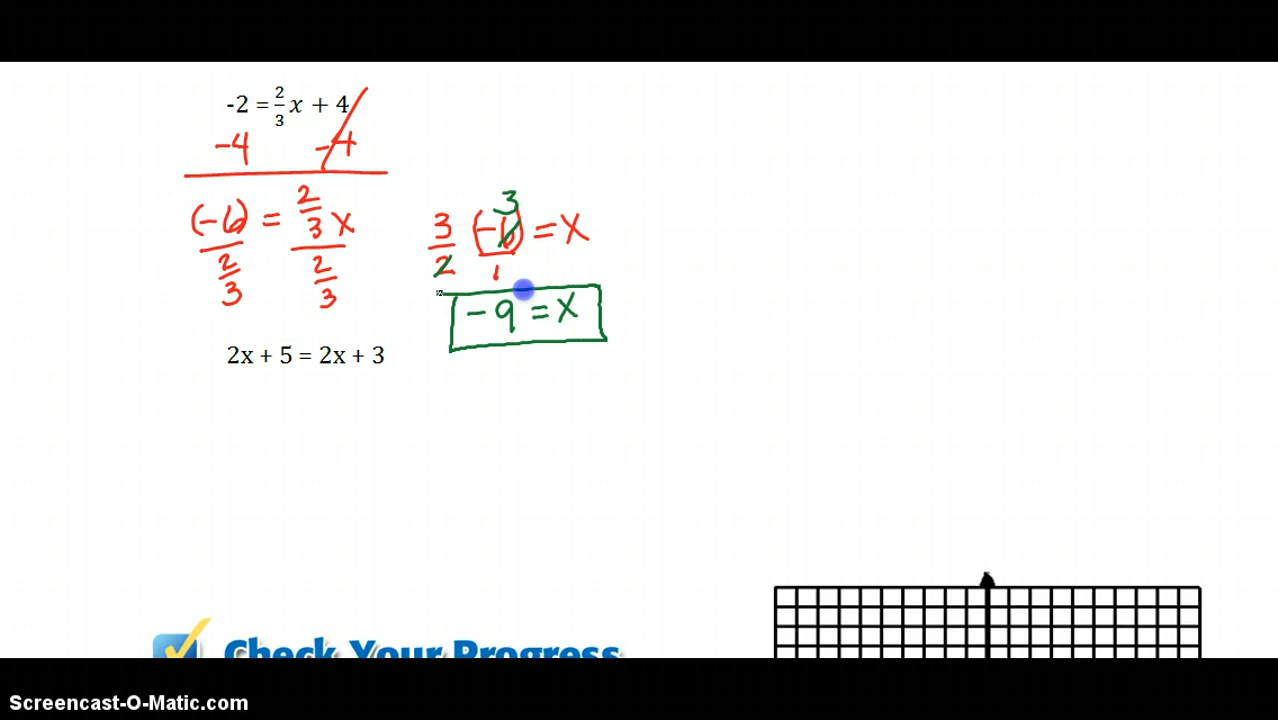 -2 = 2/3 x + 4
-4 -4
(-6) = 2/3 x
2/3 2/3
3
3/2 (-6)/1 = x
-9 = x
2x + 5 = 2x + 3
Check Your Progress
Screencast-O-Matic.com